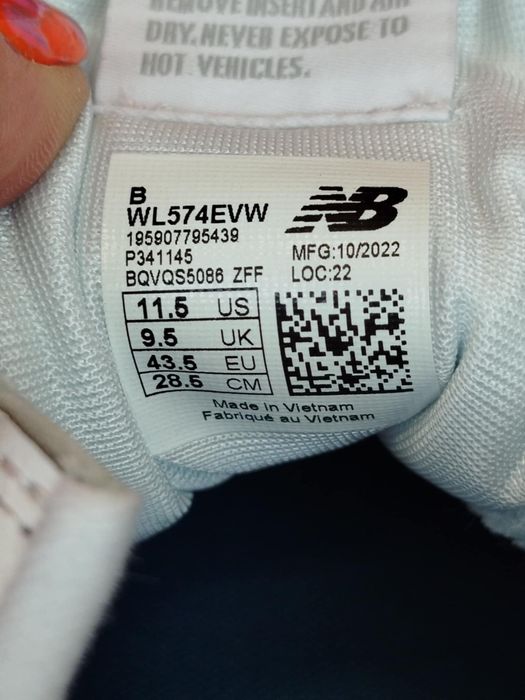 REMOVE INSERT AND AIR
DRY. NEVER EXPOSE TO
HOT VEHICLES.
B
WL574EVW
195907795439
P341145
BQVQS5086 ZFF
NB
MFG:10/2022
LOC:22
11.5 US
9.5 UK
43.5 EU
28.5 CM
Made in Vietnam
Fabriqué au Vietnam